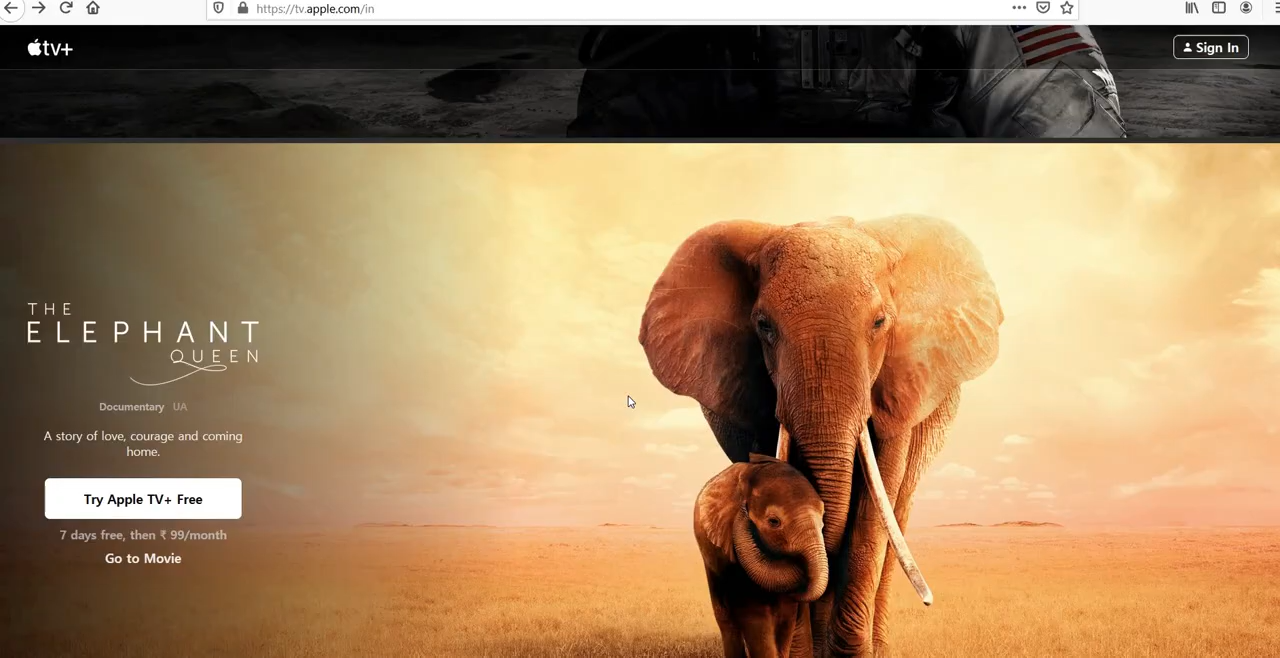 https://tv.apple.com/in
tv+
Sign In
THE
ELEPHANT
QUEEN
Documentary UA
A story of love, courage and coming
home.
Try Apple TV+ Free
7 days free, then ₹ 99/month
Go to Movie